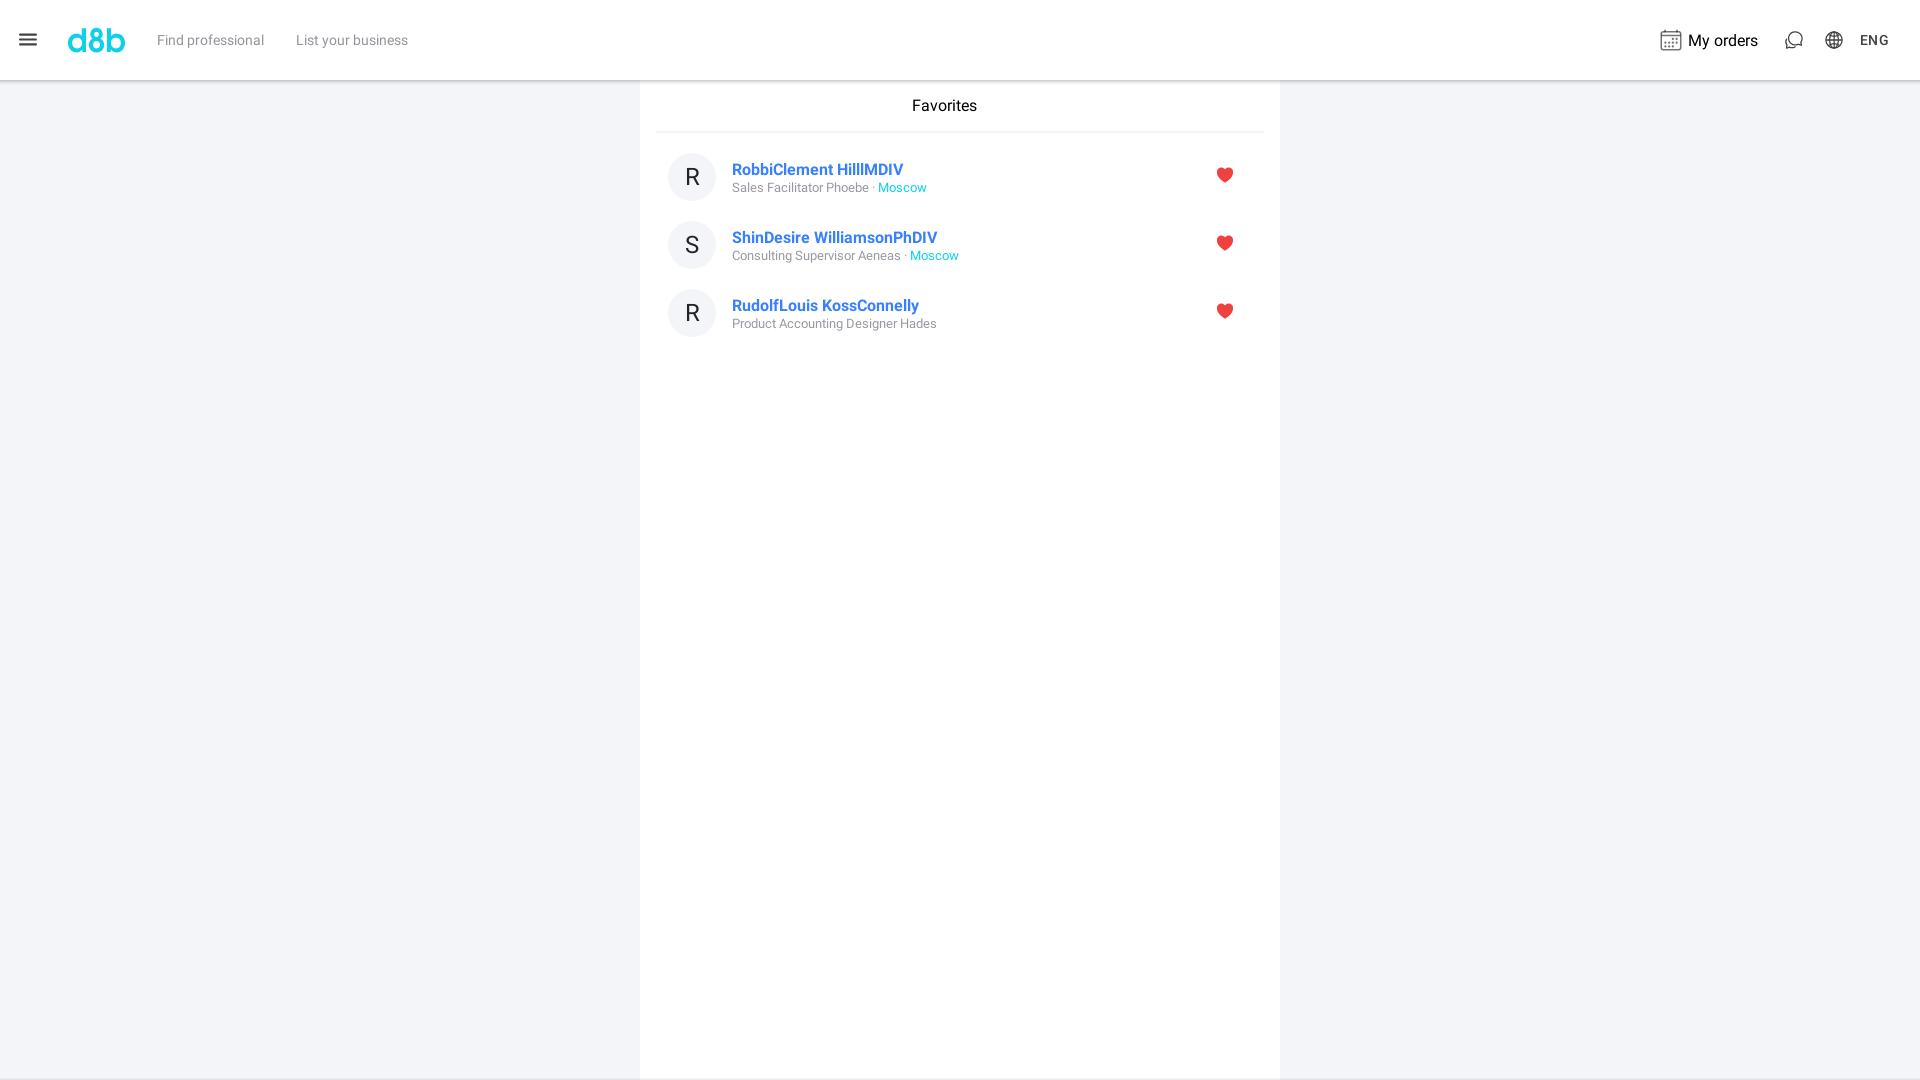 d8b
Find professional
List your business
My orders
ENG
Favorites
R
RobbiClement HilllMDIV
Sales Facilitator Phoebe · Moscow
S
ShinDesire WilliamsonPhDIV
Consulting Supervisor Aeneas · Moscow
R
RudolfLouis KossConnelly
Product Accounting Designer Hades